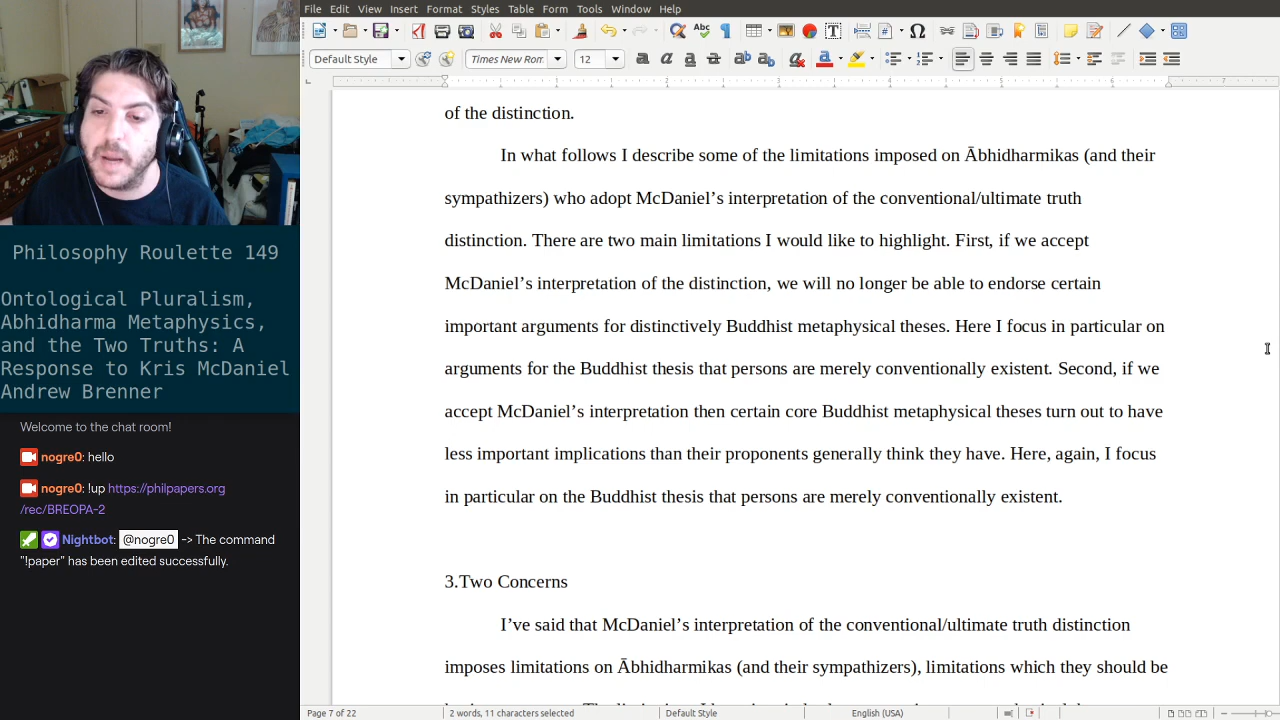 File Edit View Insert Format Styles Table Form Tools Window Help
Default Style
Times New Rom
12
of the distinction.
In what follows I describe some of the limitations imposed on Ābhidharmikas (and their
sympathizers) who adopt McDaniel’s interpretation of the conventional/ultimate truth
distinction. There are two main limitations I would like to highlight. First, if we accept
McDaniel’s interpretation of the distinction, we will no longer be able to endorse certain
important arguments for distinctively Buddhist metaphysical theses. Here I focus in particular on
arguments for the Buddhist thesis that persons are merely conventionally existent. Second, if we
accept McDaniel’s interpretation then certain core Buddhist metaphysical theses turn out to have
less important implications than their proponents generally think they have. Here, again, I focus
in particular on the Buddhist thesis that persons are merely conventionally existent.
3.Two Concerns
I’ve said that McDaniel’s interpretation of the conventional/ultimate truth distinction
imposes limitations on Ābhidharmikas (and their sympathizers), limitations which they should be
Page 7 of 22
2 words, 11 characters selected
Default Style
English (USA)
Philosophy Roulette 149
Ontological Pluralism,
Abhidharma Metaphysics,
and the Two Truths: A
Response to Kris McDaniel
Andrew Brenner
Welcome to the chat room!
nogre0: hello
nogre0: !up https://philpapers.org
/rec/BREOPA-2
Nightbot: @nogre0 -> The command
"!paper" has been edited successfully.